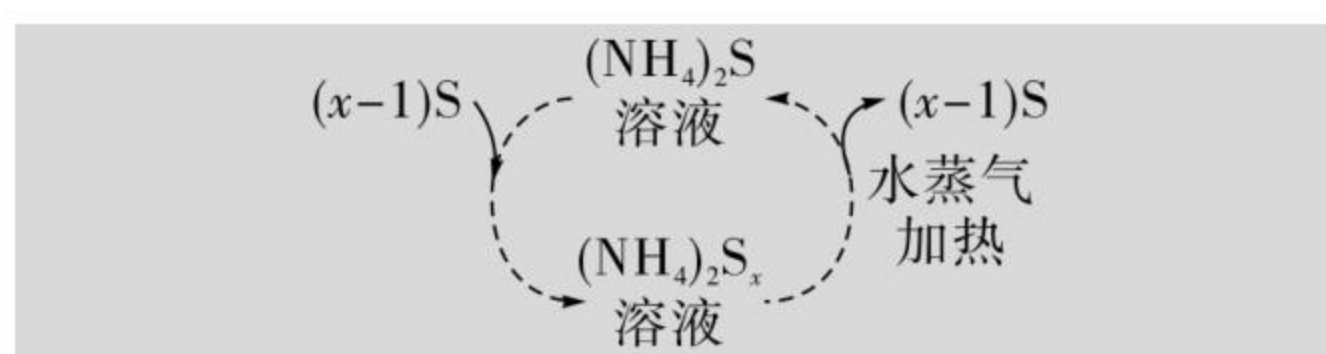 (x−1)S
(NH₄)₂S
溶液
(x−1)S
水蒸气
加热
(NH₄)₂Sₓ
溶液